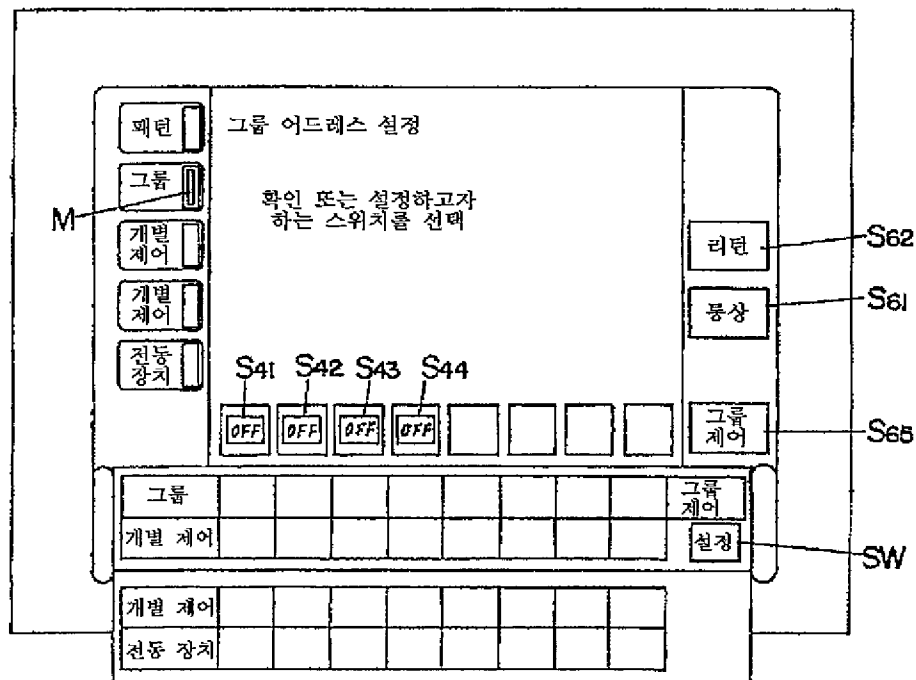 패턴
그룹 어드레스 설정
그룹
M
확인 또는 설정하고자
하는 스위치를 선택
개별
제어
리턴
S62
개별
제어
통상
S61
전동
장치
S41 S42 S43 S44
OFF OFF OFF OFF
그룹
제어
S65
그룹
그룹
제어
개별 제어
설정
SW
개별 제어
전동 장치